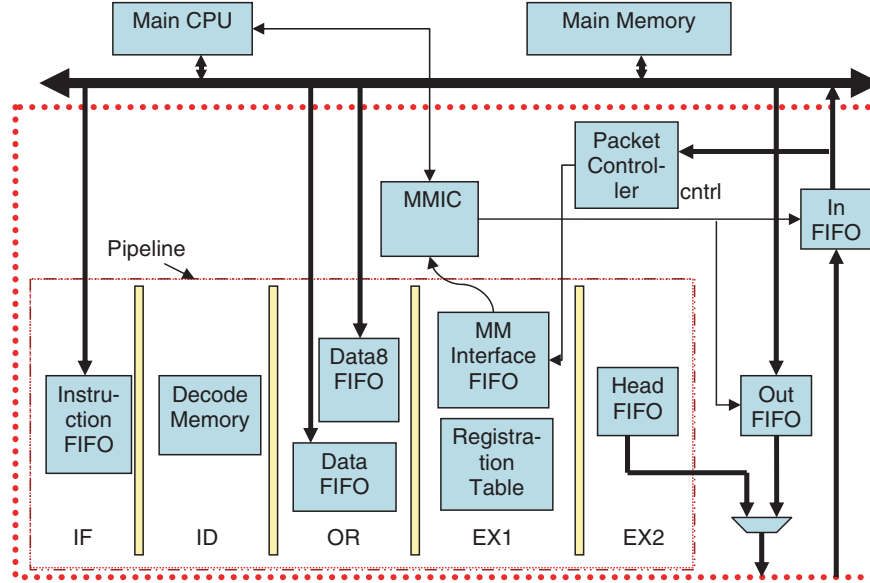 Main CPU
Main Memory
Packet
Control-
ler
cntrl
MMIC
In
FIFO
Pipeline
MM
Interface
FIFO
Data8
FIFO
Instru-
ction
FIFO
Decode
Memory
Head
FIFO
Out
FIFO
Data
FIFO
Registra-
tion
Table
IF
ID
OR
EX1
EX2